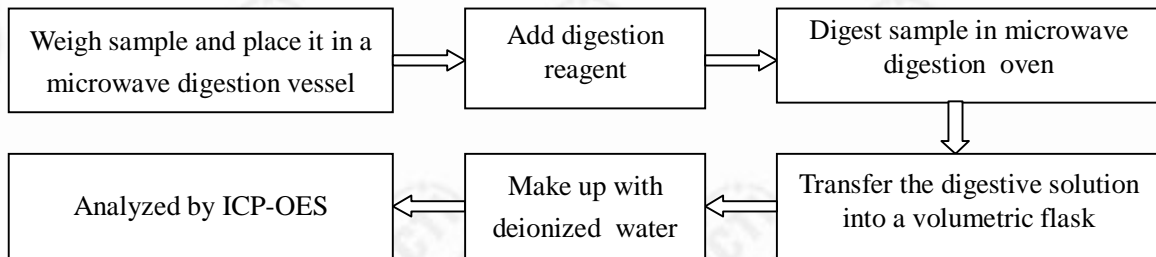 Weigh sample and place it in a
microwave digestion vessel
Add digestion
reagent
Digest sample in microwave
digestion oven
Transfer the digestive solution
into a volumetric flask
Make up with
deionized water
Analyzed by ICP-OES